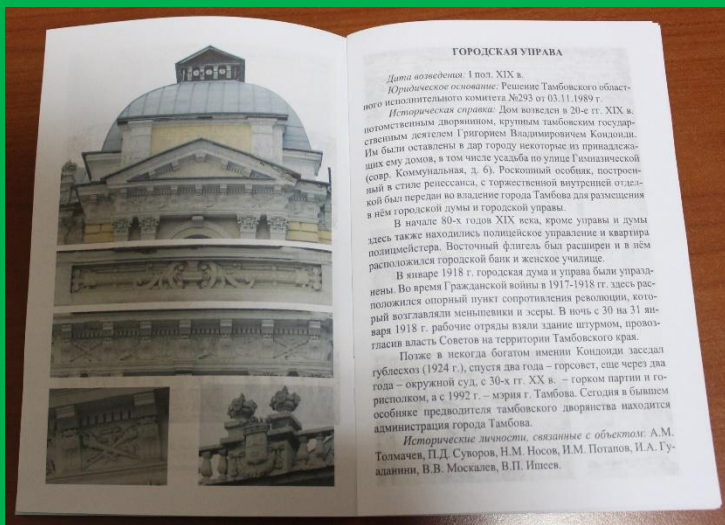 ГОРОДСКАЯ УПРАВА
Дата возведения: I пол. XIX в.
Юридическое основание: Решение Тамбовского област-
ного исполнительного комитета №293 от 03.11.1989 г.
Историческая справка: Дом возведен в 20-е гг. XIX в.
потомственным дворянином, крупным тамбовским государ-
ственным деятелем Григорием Владимировичем Кондоиди.
Им были оставлены в дар городу некоторые из принадлежа-
щих ему домов, в том числе усадьба по улице Гимназической
(совр. Коммунальная, д. 6). Роскошный особняк, построен-
ный в стиле ренессанса, с торжественной внутренней отдел-
кой был передан во владение города Тамбова для размещения
в нём городской думы и городской управы.
В начале 80-х годов XIX века, кроме управы и думы
здесь также находились полицейское управление и квартира
полицмейстера. Восточный флигель был расширен и в нём
расположился городской банк и женское училище.
В январе 1918 г. городская дума и управа были упразд-
нены. Во время Гражданской войны в 1917-1918 гг. здесь рас-
положился опорный пункт сопротивления революции, кото-
рый возглавляли меньшевики и эсеры. В ночь с 30 на 31 ян-
варя 1918 г. рабочие отряды взяли здание штурмом, провоз-
гласив власть Советов на территории Тамбовского края.
Позже в некогда богатом имении Кондоиди заседал
гублесхоз (1924 г.), спустя два года – горсовет, еще через два
года – окружной суд, с 30-х гг. XX в. – горком партии и го-
рисполком, а с 1992 г. – мэрия г. Тамбова. Сегодня в бывшем
особняке предводителя тамбовского дворянства находится
администрация города Тамбова.
Исторические личности, связанные с объектом: А.М.
Толмачев, П.Д. Суворов, Н.М. Носов, И.М. Потапов, И.А. Гу-
аданини, В.В. Москалев, В.П. Ишеев.